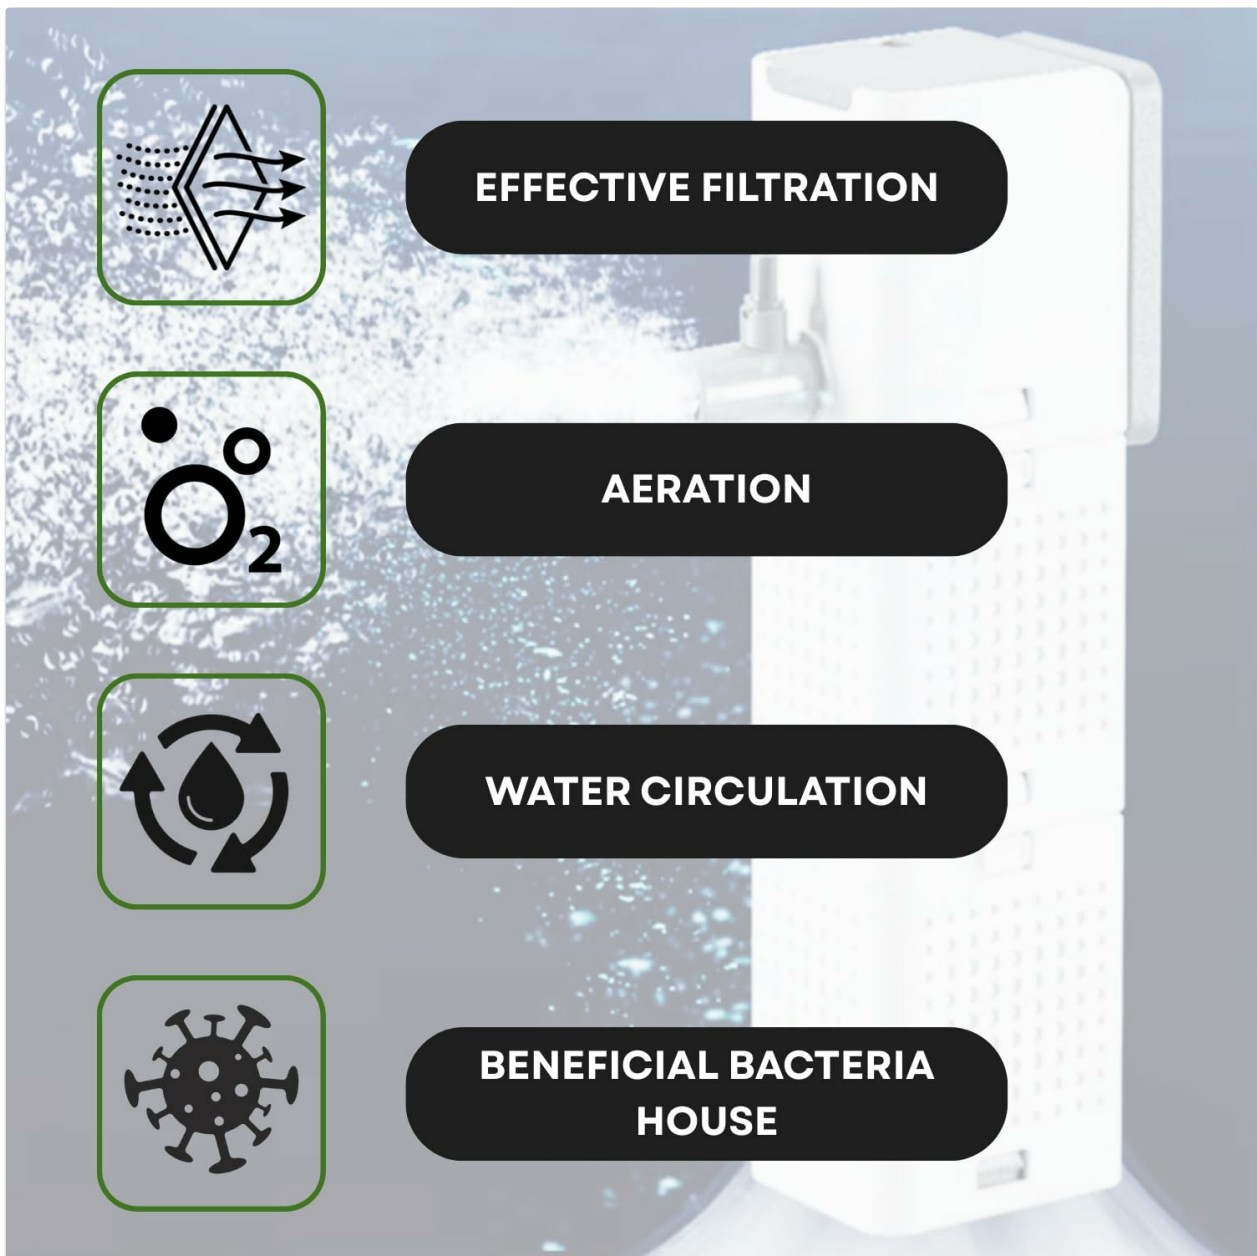 EFFECTIVE FILTRATION
O2
AERATION
WATER CIRCULATION
BENEFICIAL BACTERIA
HOUSE